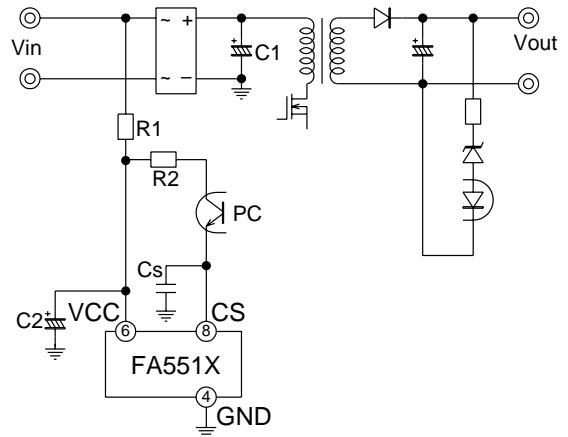 ~ +
Vin
C1
Vout
~ −
R1
R2
PC
Cs
C2
VCC
CS
6
8
FA551X
4
GND